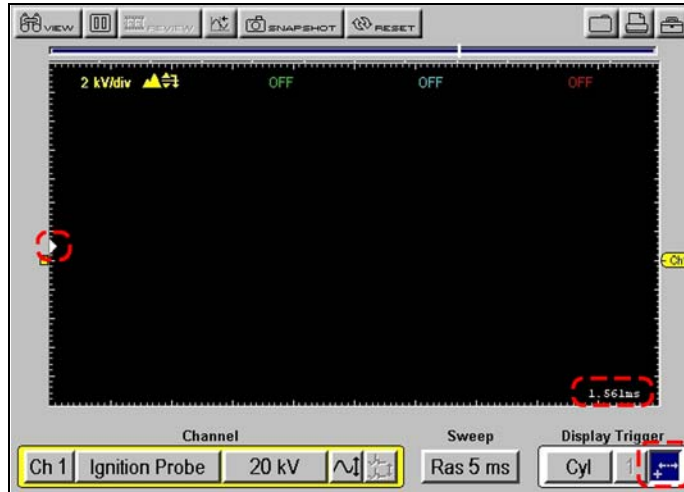 VIEW REVIEW SNAPSHOT RESET
2 kV/div OFF OFF OFF
Ch
1.561ms
Channel Sweep Display Trigger
Ch 1 Ignition Probe 20 kV Ras 5 ms Cyl 1